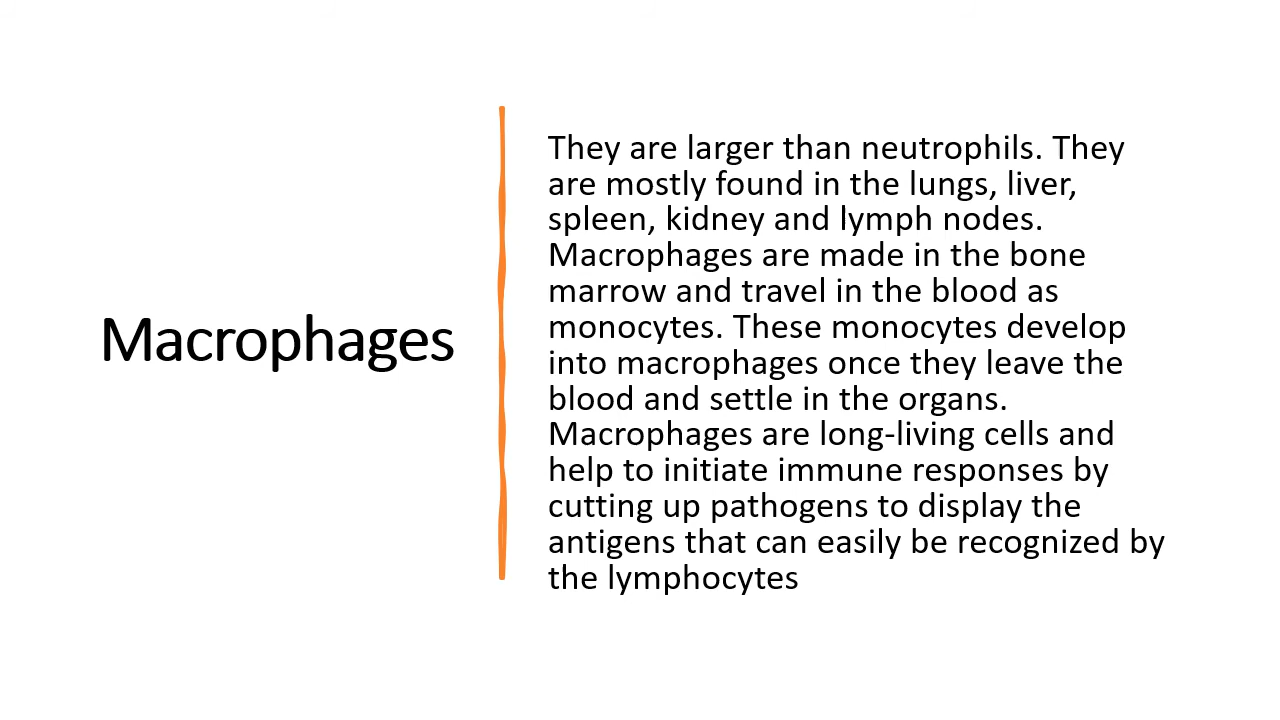 Macrophages
They are larger than neutrophils. They
are mostly found in the lungs, liver,
spleen, kidney and lymph nodes.
Macrophages are made in the bone
marrow and travel in the blood as
monocytes. These monocytes develop
into macrophages once they leave the
blood and settle in the organs.
Macrophages are long-living cells and
help to initiate immune responses by
cutting up pathogens to display the
antigens that can easily be recognized by
the lymphocytes